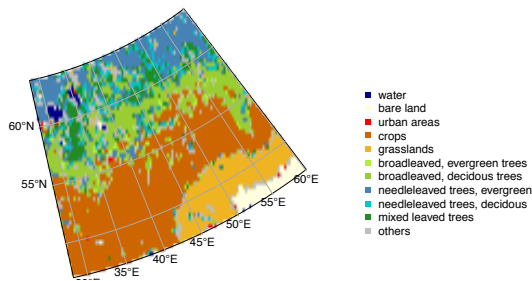 water
bare land
urban areas
crops
grasslands
broadleaved, evergreen trees
broadleaved, decidous trees
needleleaved trees, evergreen
needleleaved trees, decidous
mixed leaved trees
others
60°N
55°N
35°E
40°E
45°E
50°E
55°E
60°E